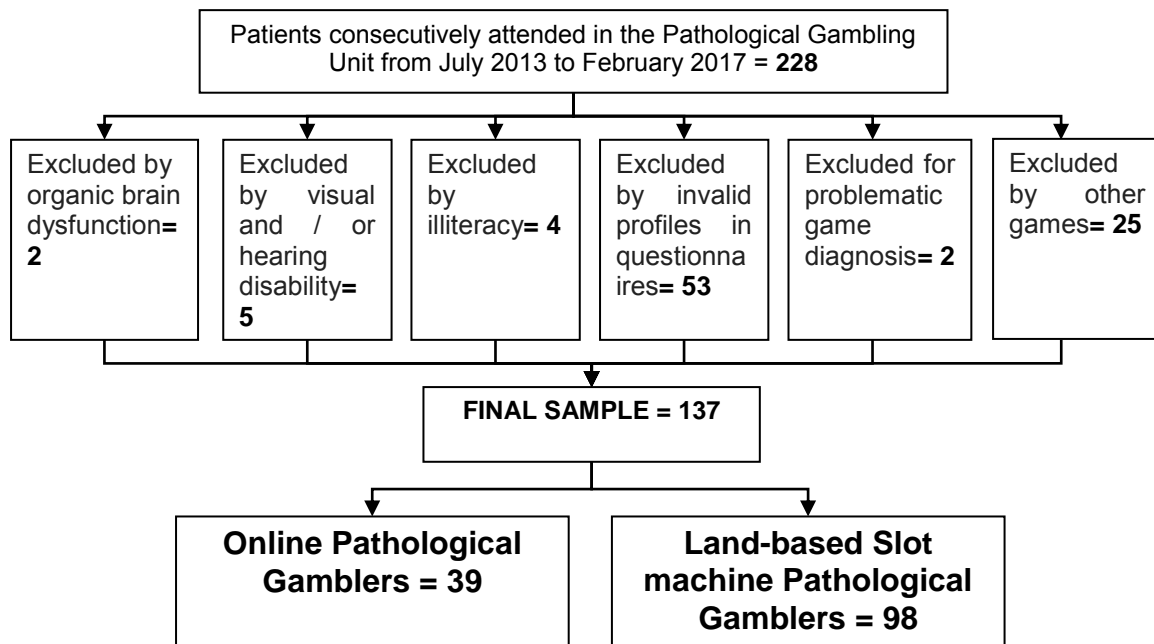 Patients consecutively attended in the Pathological Gambling
Unit from July 2013 to February 2017 = 228
Excluded by
organic brain
dysfunction=
2
Excluded
by visual
and / or
hearing
disability=
5
Excluded
by
illiteracy= 4
Excluded
by invalid
profiles in
questionna
ires= 53
Excluded for
problematic
game
diagnosis= 2
Excluded
by other
games= 25
FINAL SAMPLE = 137
Online Pathological
Gamblers = 39
Land-based Slot
machine Pathological
Gamblers = 98